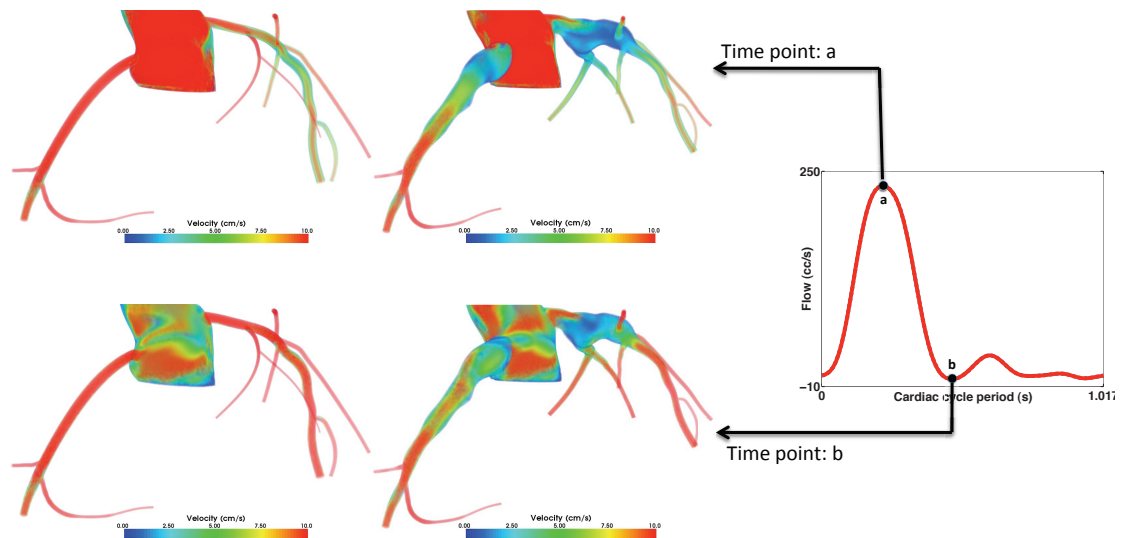 Time point: a
Velocity (cm/s)
0.00 2.50 5.00 7.50 10.0
Velocity (cm/s)
0.00 2.50 5.00 7.50 10.0
250
a
Flow (cc/s)
b
−10
0
Cardiac cycle period (s)
1.017
Time point: b
Velocity (cm/s)
0.00 2.50 5.00 7.50 10.0
Velocity (cm/s)
0.00 2.50 5.00 7.50 10.0